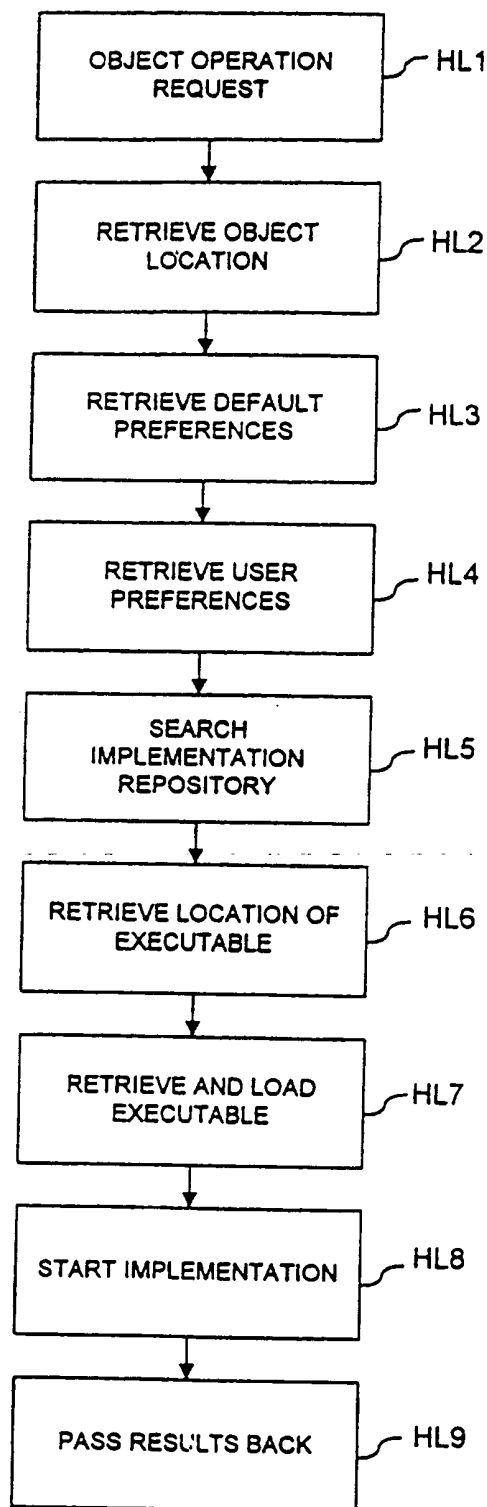 OBJECT OPERATION
REQUEST
HL1
RETRIEVE OBJECT
LOCATION
HL2
RETRIEVE DEFAULT
PREFERENCES
HL3
RETRIEVE USER
PREFERENCES
HL4
SEARCH
IMPLEMENTATION
REPOSITORY
HL5
RETRIEVE LOCATION OF
EXECUTABLE
HL6
RETRIEVE AND LOAD
EXECUTABLE
HL7
START IMPLEMENTATION
HL8
PASS RESULTS BACK
HL9